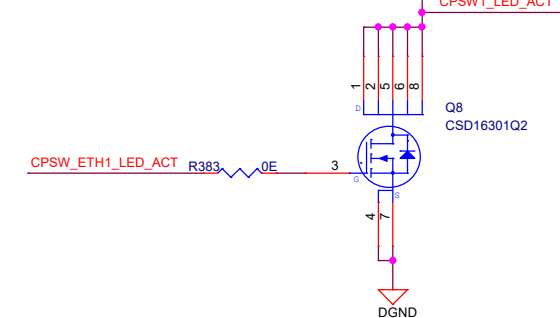 CPSW1_LED_ACT
1
2
5
6
8
D
Q8
CSD16301Q2
CPSW_ETH1_LED_ACT
R383
0E
3
G
S
4
7
DGND